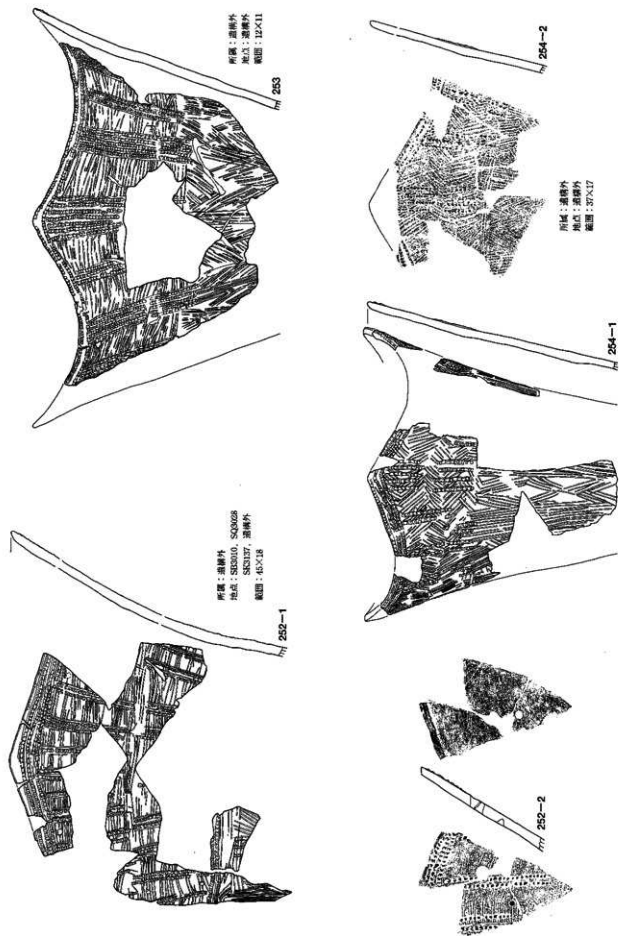 所属：遺構外
地点：遺構外
範囲：12×11
253
所属：遺構外
地点：SB3010，SQ3028
SK3137，遺構外
範囲：45×18
252－1
254－2
所属：遺構外
地点：遺構外
範囲：37×17
254－1
252－2